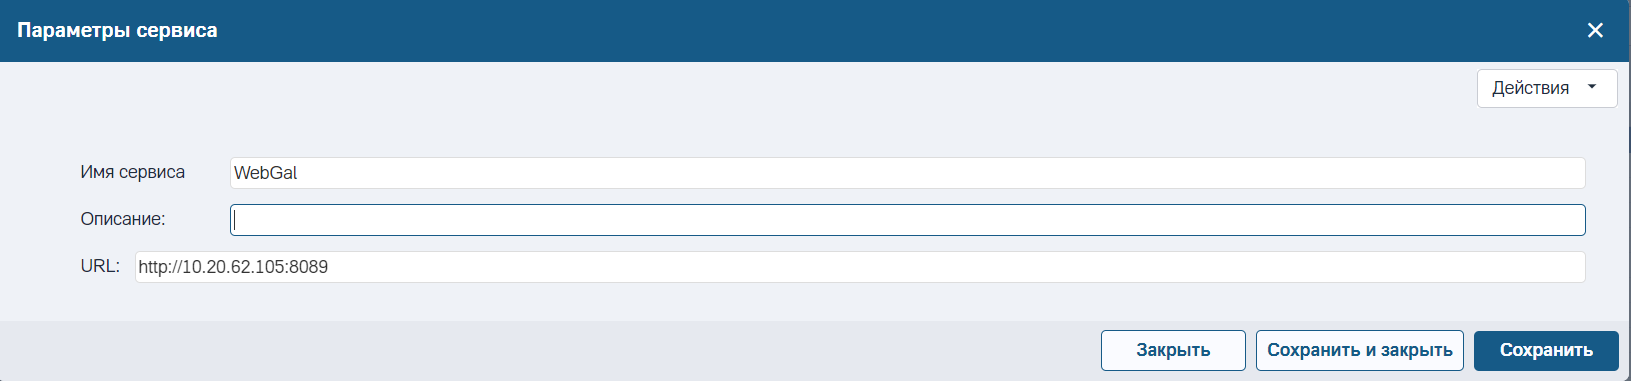 Параметры сервиса
Действия
Имя сервиса WebGal
Описание:
URL: http://10.20.62.105:8089
Закрыть Сохранить и закрыть Сохранить